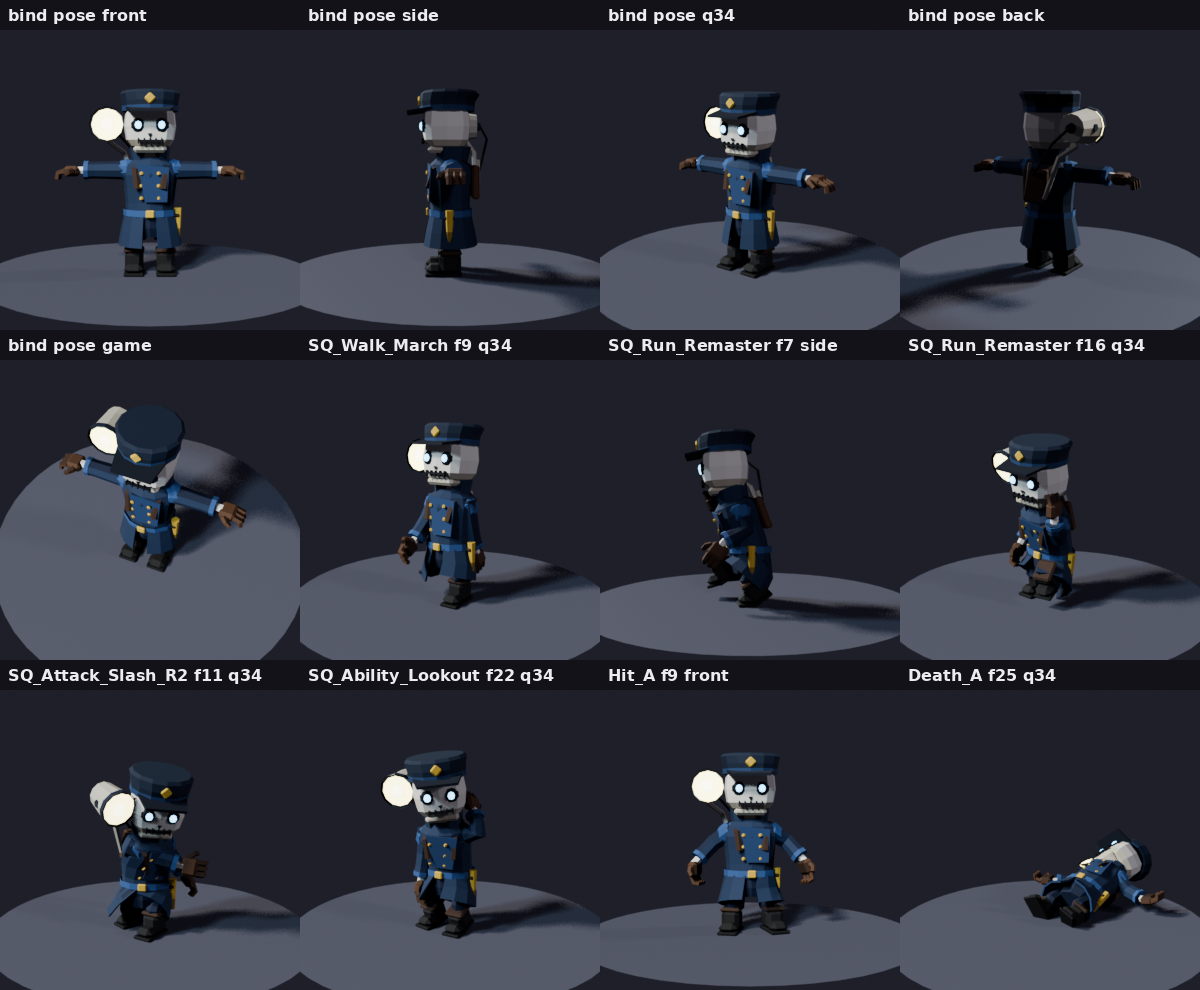 bind pose front
bind pose side
bind pose q34
bind pose back
bind pose game
SQ_Walk_March f9 q34
SQ_Run_Remaster f7 side
SQ_Run_Remaster f16 q34
SQ_Attack_Slash_R2 f11 q34
SQ_Ability_Lookout f22 q34
Hit_A f9 front
Death_A f25 q34